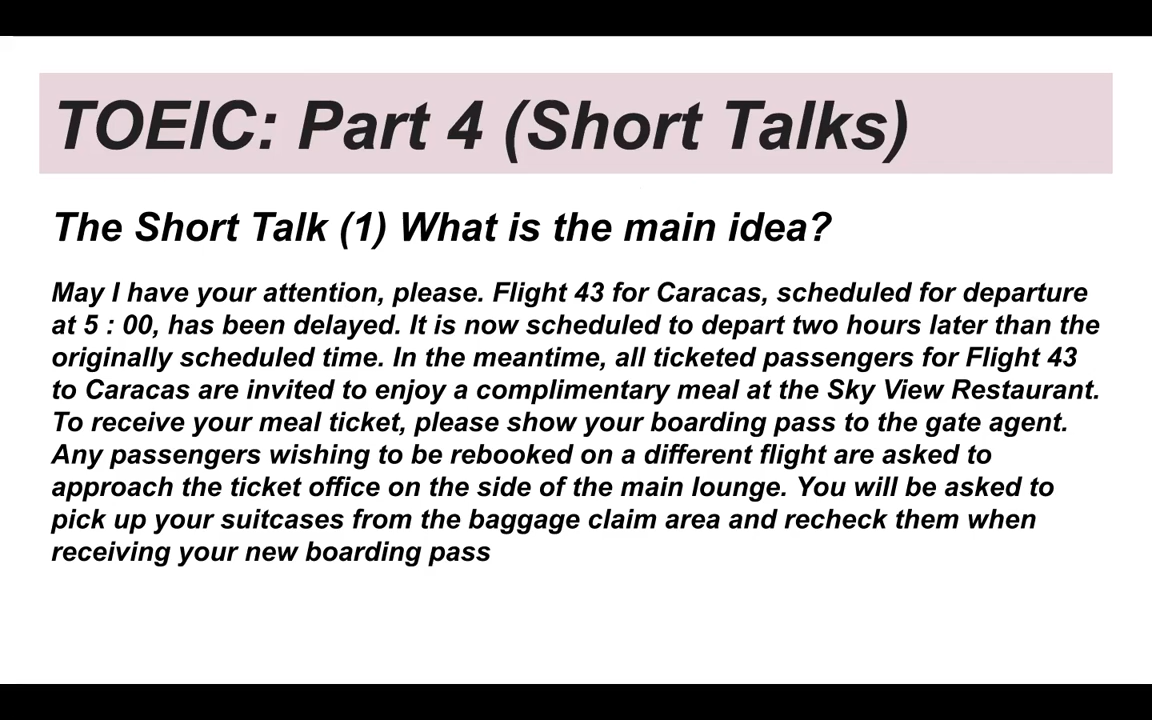 TOEIC: Part 4 (Short Talks)
The Short Talk (1) What is the main idea?
May I have your attention, please. Flight 43 for Caracas, scheduled for departure
at 5 : 00, has been delayed. It is now scheduled to depart two hours later than the
originally scheduled time. In the meantime, all ticketed passengers for Flight 43
to Caracas are invited to enjoy a complimentary meal at the Sky View Restaurant.
To receive your meal ticket, please show your boarding pass to the gate agent.
Any passengers wishing to be rebooked on a different flight are asked to
approach the ticket office on the side of the main lounge. You will be asked to
pick up your suitcases from the baggage claim area and recheck them when
receiving your new boarding pass